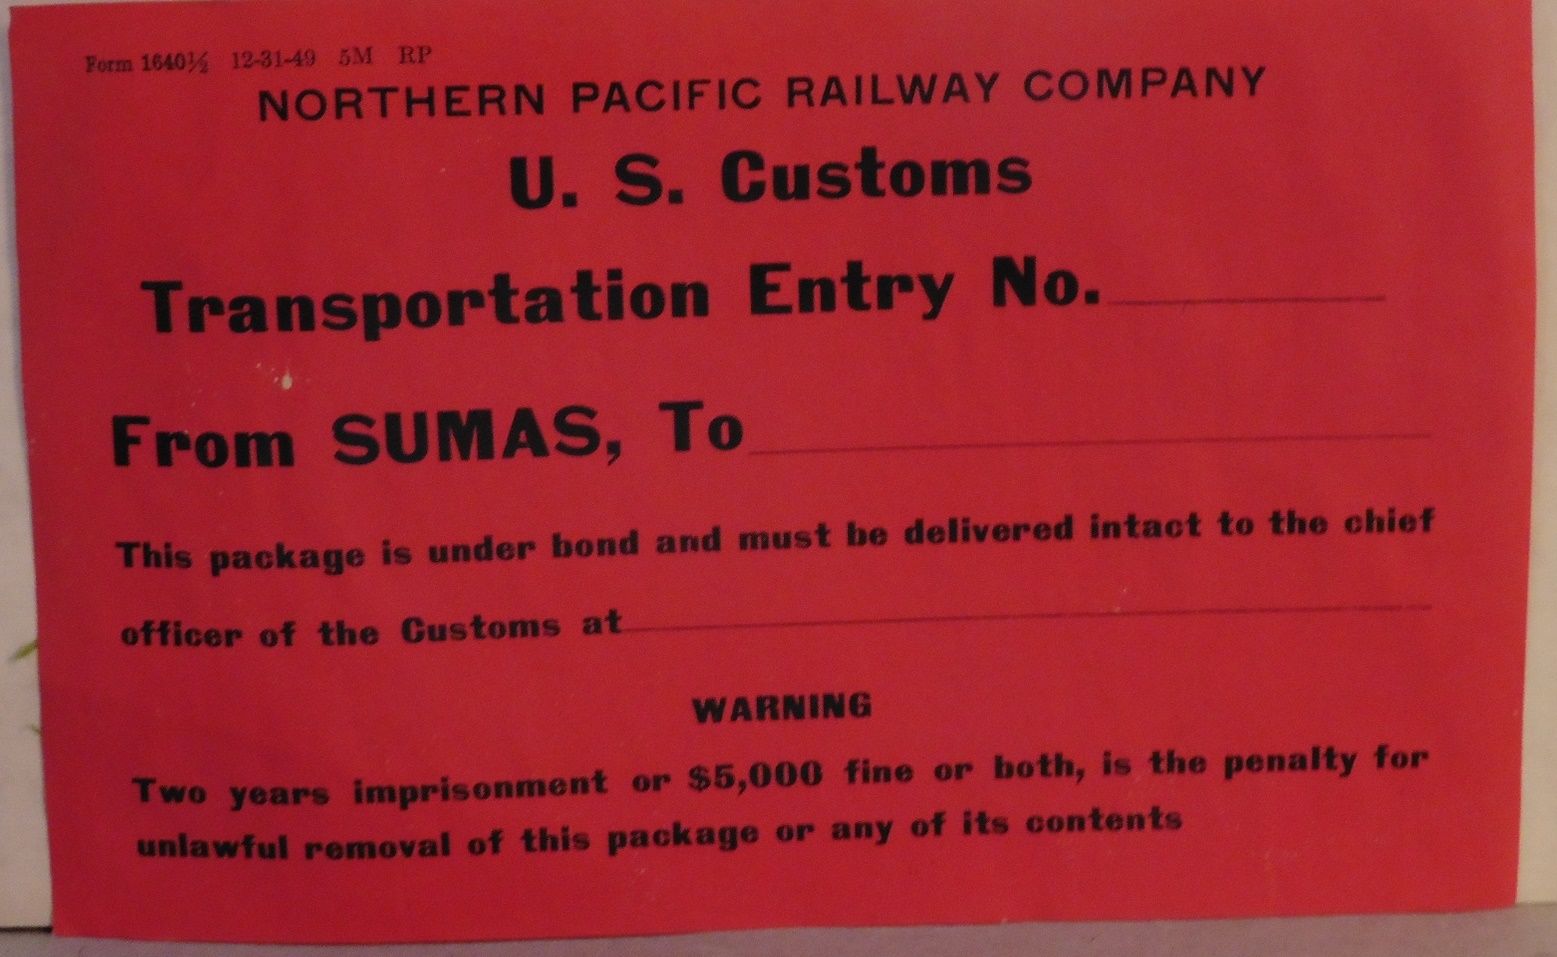 Form 1640½ 12-31-49 5M RP
NORTHERN PACIFIC RAILWAY COMPANY
U. S. Customs
Transportation Entry No.
From SUMAS, To
This package is under bond and must be delivered intact to the chief
officer of the Customs at
WARNING
Two years imprisonment or $5,000 fine or both, is the penalty for
unlawful removal of this package or any of its contents